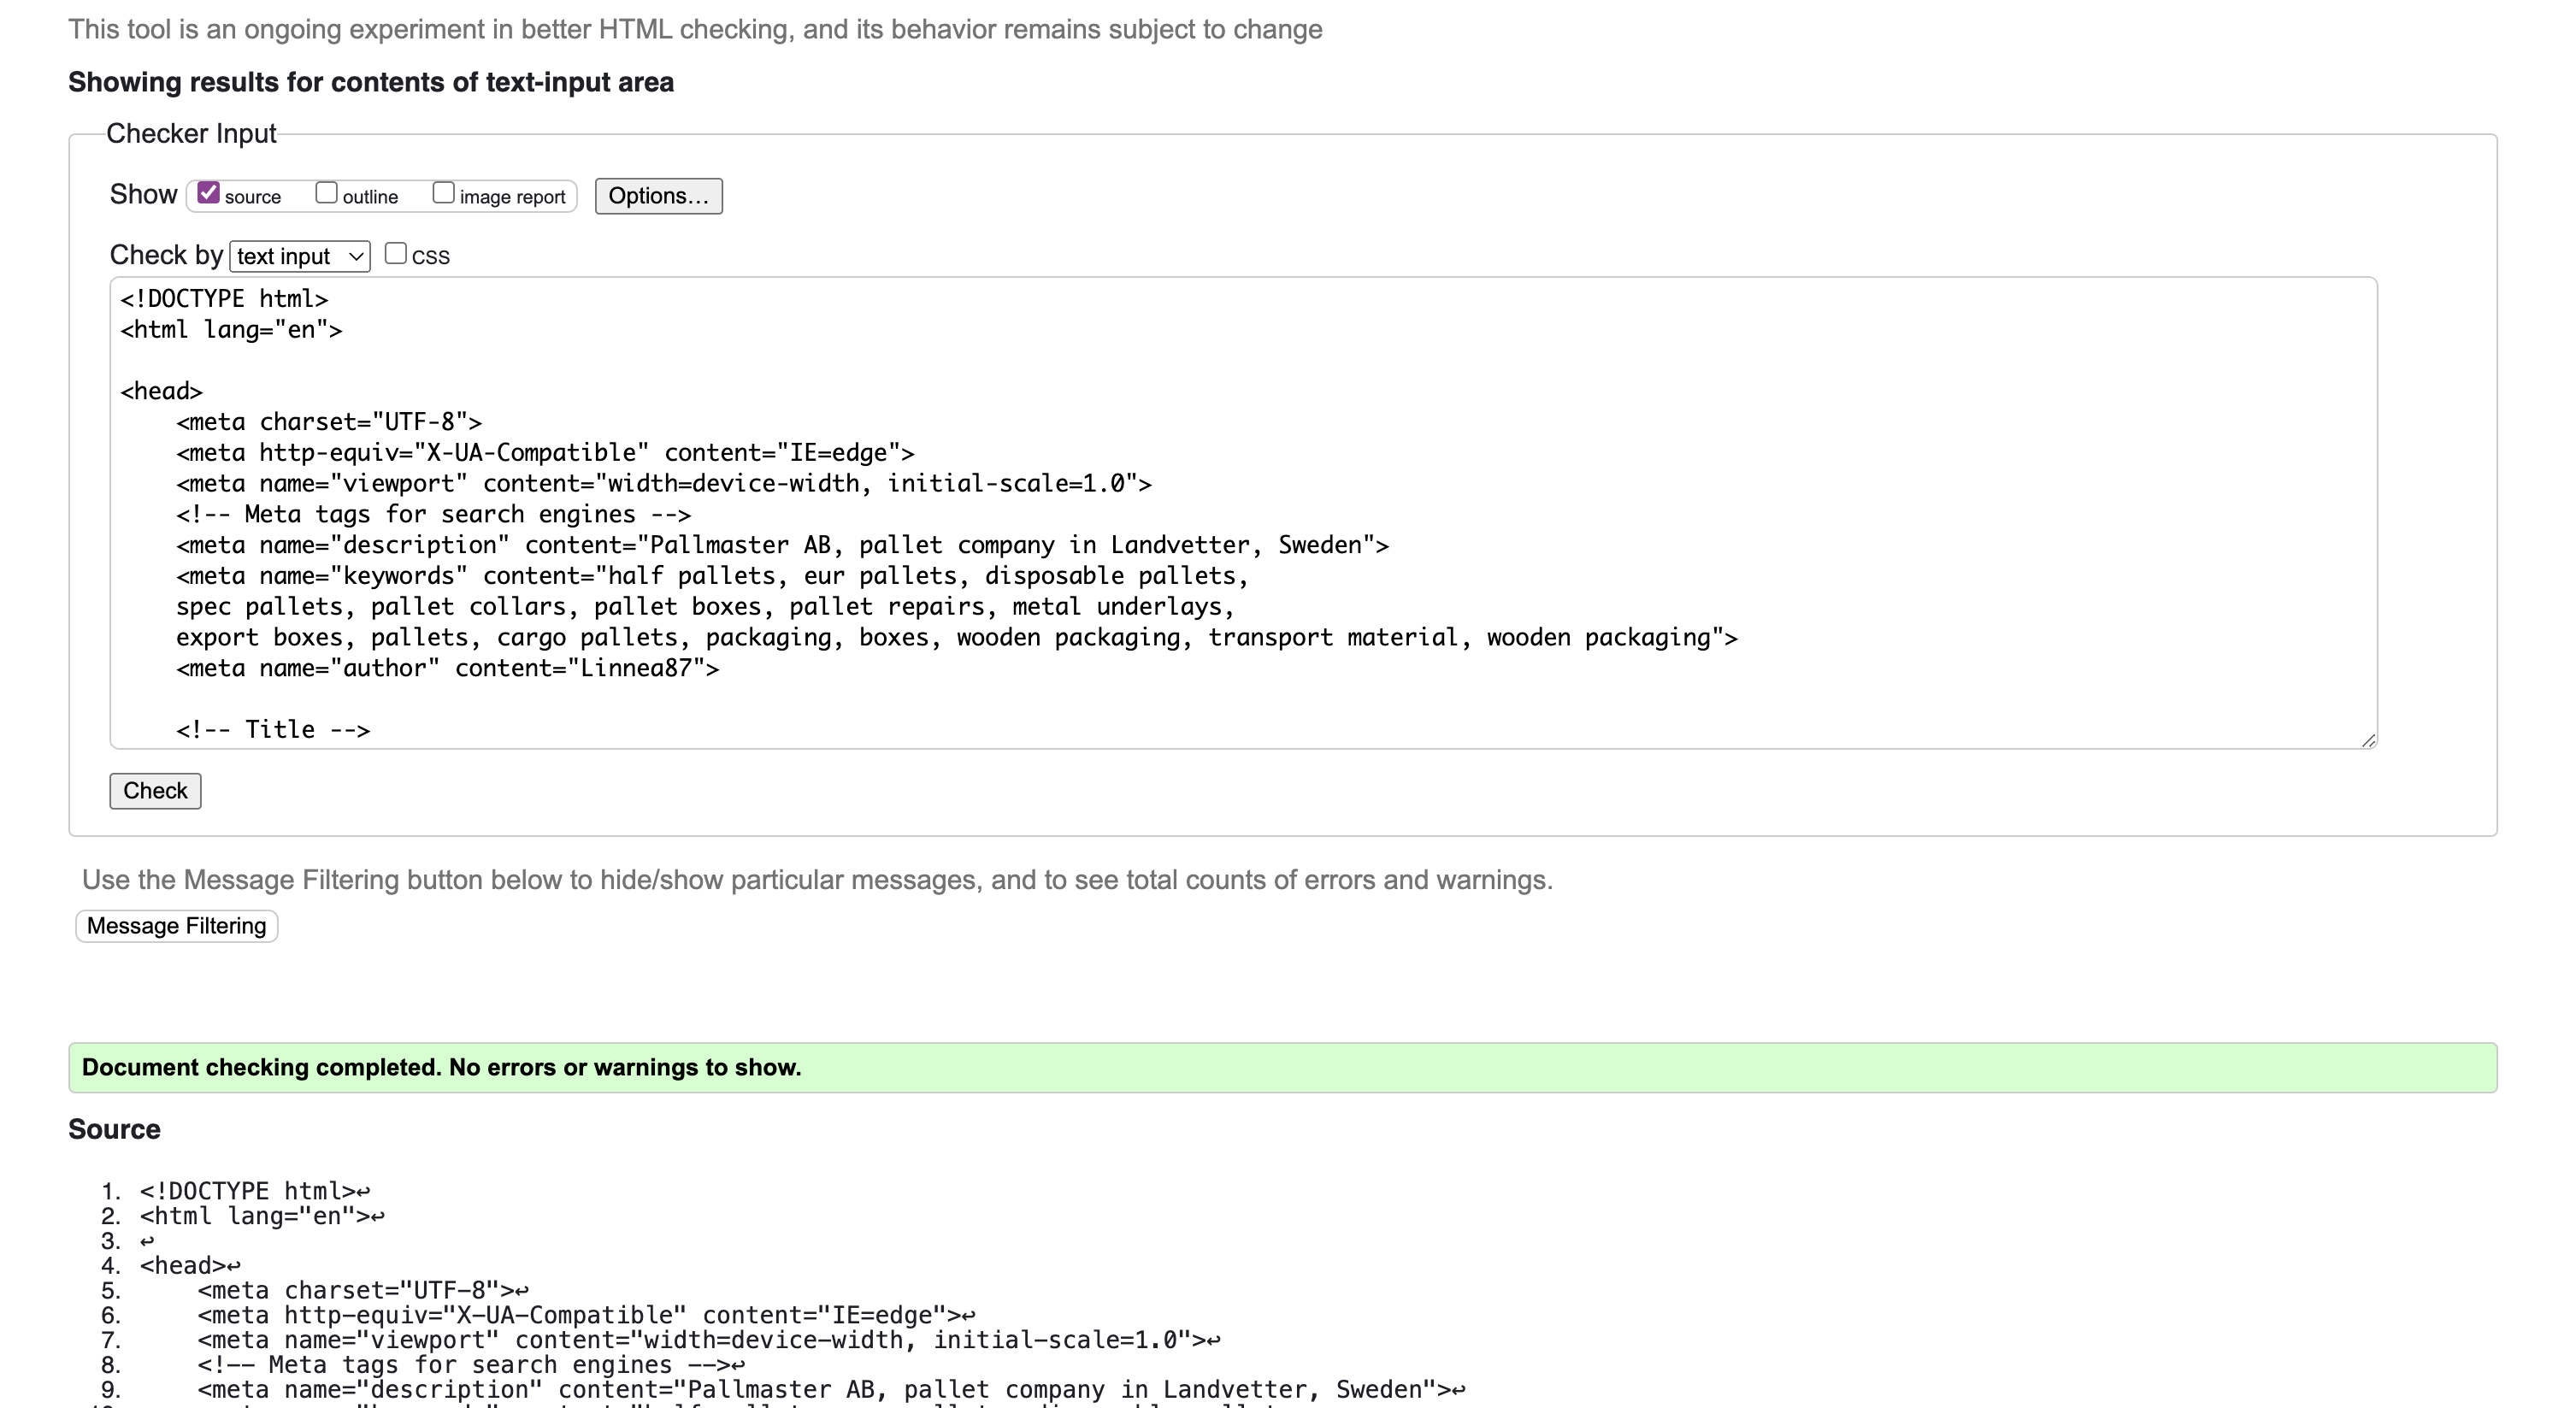 This tool is an ongoing experiment in better HTML checking, and its behavior remains subject to change
Showing results for contents of text-input area
Checker Input
Show source outline image report Options...
Check by text input css
<!DOCTYPE html>
<html lang="en">
<head>
<meta charset="UTF-8">
<meta http-equiv="X-UA-Compatible" content="IE=edge">
<meta name="viewport" content="width=device-width, initial-scale=1.0">
<!-- Meta tags for search engines -->
<meta name="description" content="Pallmaster AB, pallet company in Landvetter, Sweden">
<meta name="keywords" content="half pallets, eur pallets, disposable pallets,
spec pallets, pallet collars, pallet boxes, pallet repairs, metal underlays,
export boxes, pallets, cargo pallets, packaging, boxes, wooden packaging, transport material, wooden packaging">
<meta name="author" content="Linnea87">
<!-- Title -->
Check
Use the Message Filtering button below to hide/show particular messages, and to see total counts of errors and warnings.
Message Filtering
Document checking completed. No errors or warnings to show.
Source
1. <!DOCTYPE html>↩
2. <html lang="en">↩
3. ↩
4. <head>↩
5. <meta charset="UTF-8">↩
6. <meta http-equiv="X-UA-Compatible" content="IE=edge">↩
7. <meta name="viewport" content="width=device-width, initial-scale=1.0">↩
8. <!-- Meta tags for search engines -->↩
9. <meta name="description" content="Pallmaster AB, pallet company in Landvetter, Sweden">↩